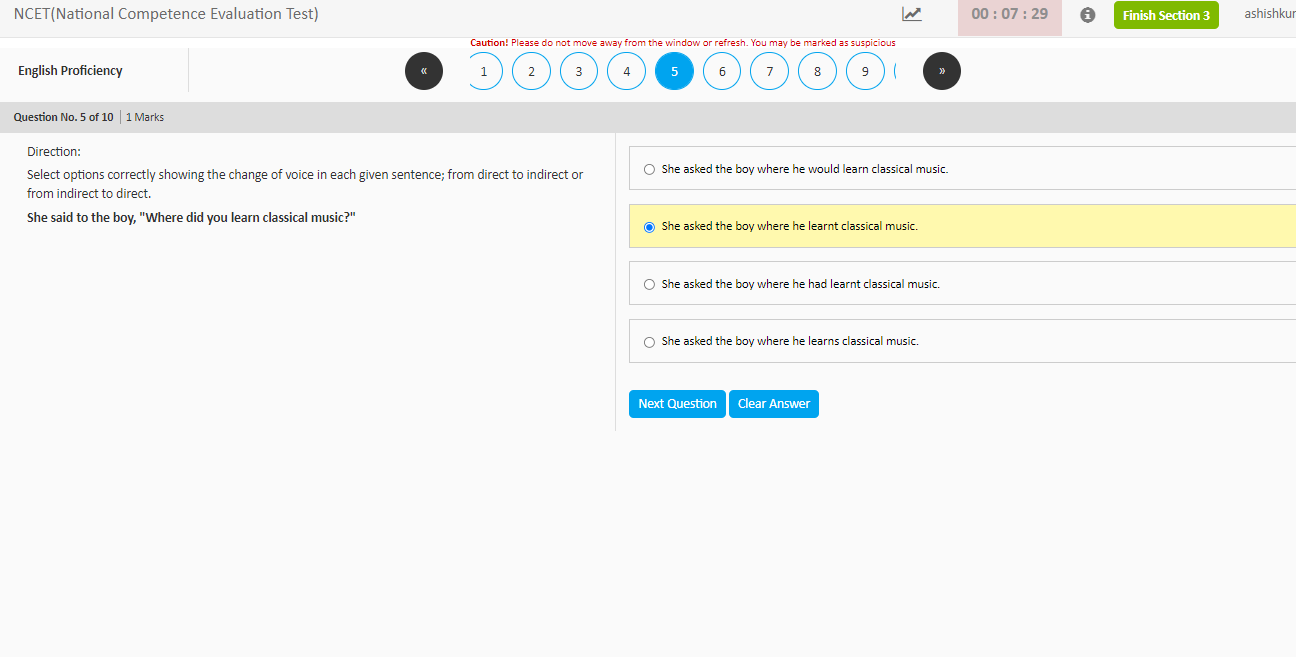 NCET(National Competence Evaluation Test)
00 : 07 : 29
Finish Section 3
ashishkur
Caution! Please do not move away from the window or refresh. You may be marked as suspicious
English Proficiency
« 1 2 3 4 5 6 7 8 9 »
Question No. 5 of 10 | 1 Marks
Direction:
Select options correctly showing the change of voice in each given sentence; from direct to indirect or
from indirect to direct.
She said to the boy, "Where did you learn classical music?"
She asked the boy where he would learn classical music.
She asked the boy where he learnt classical music.
She asked the boy where he had learnt classical music.
She asked the boy where he learns classical music.
Next Question Clear Answer